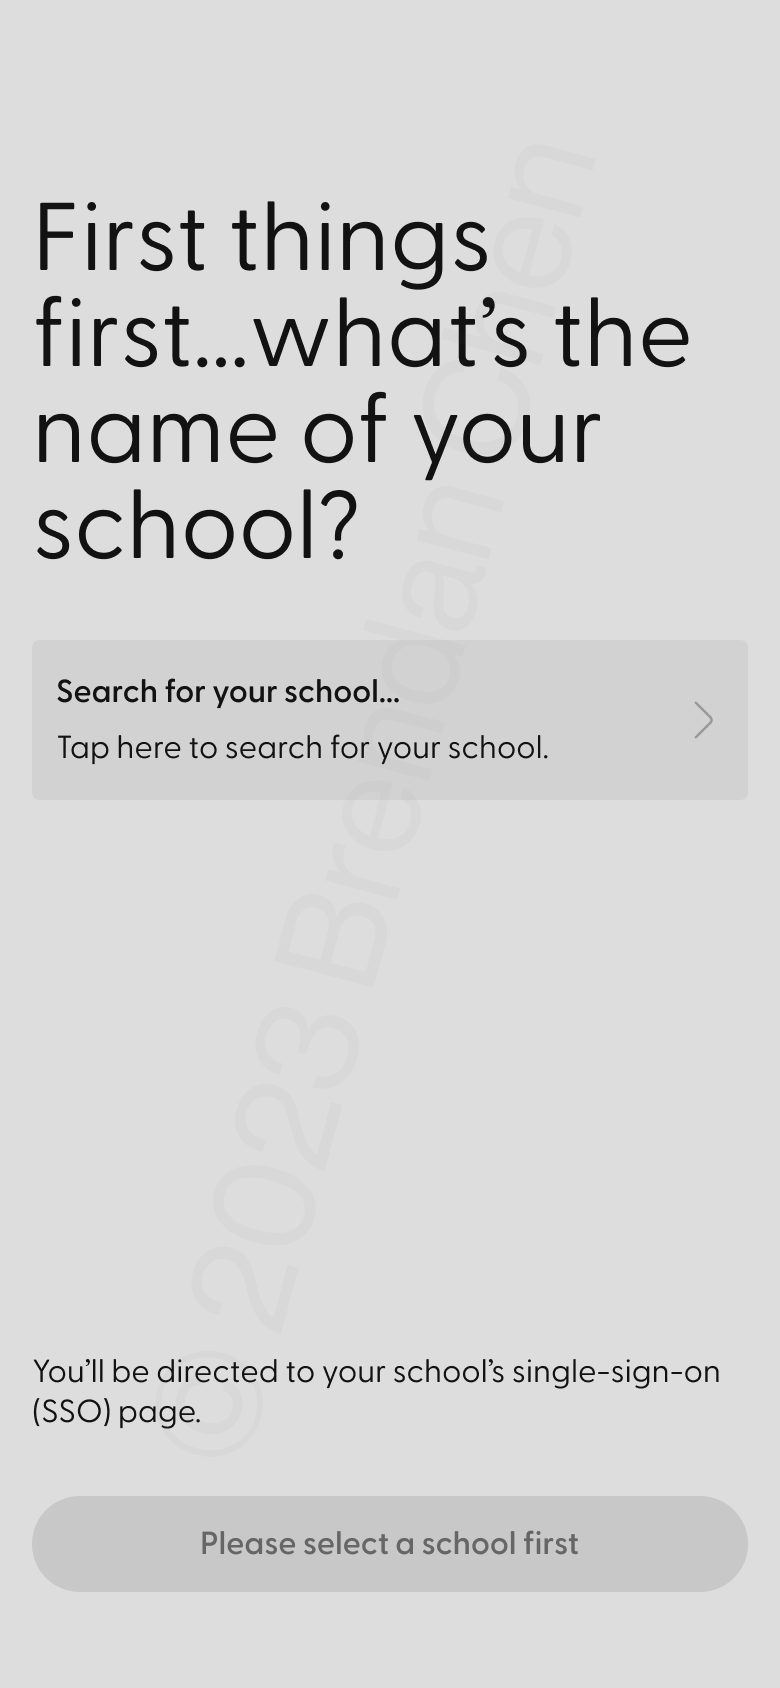 First things
first...what's the
name of your
school?
Search for your school...
Tap here to search for your school.
You'll be directed to your school's single-sign-on
(SSO) page.
Please select a school first
© 2023 Brendan Chen